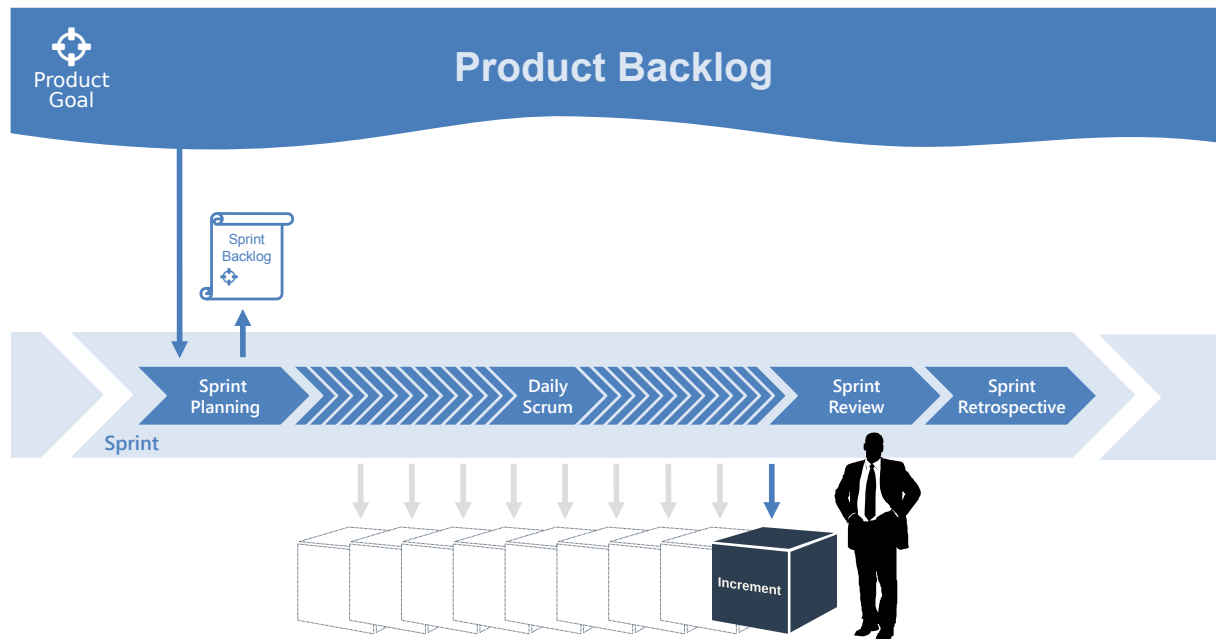 Product Backlog
Product
Goal
Sprint
Backlog
Sprint
Planning
Daily
Scrum
Sprint
Review
Sprint
Retrospective
Sprint
Increment